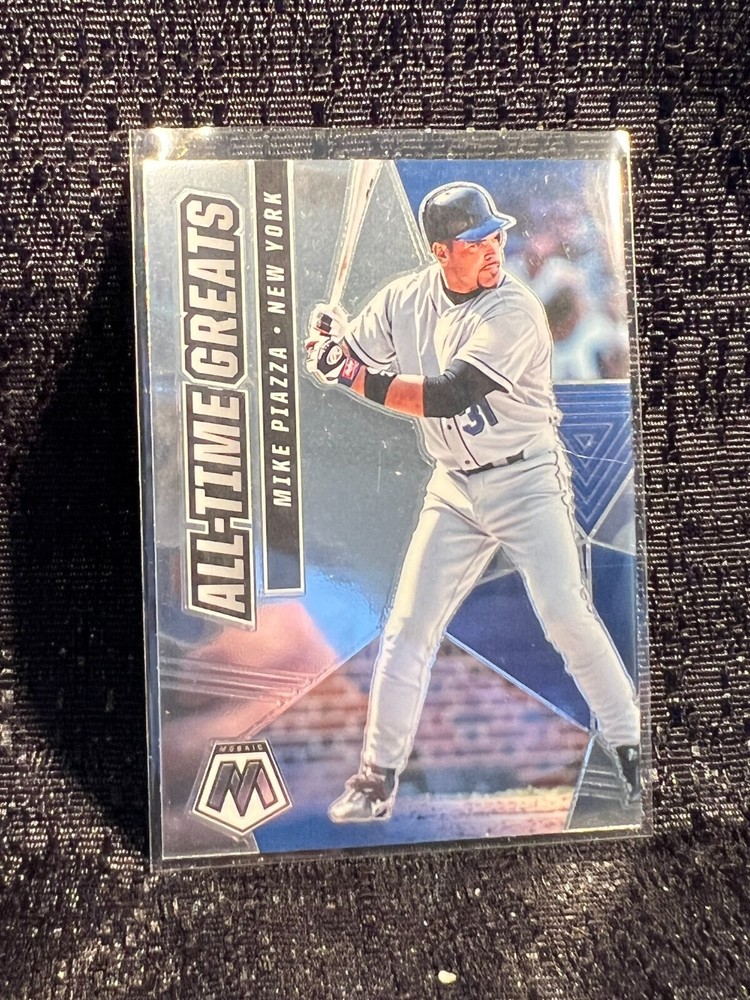 ALL-TIME GREATS
MIKE PIAZZA • NEW YORK
31
MOSAIC
M